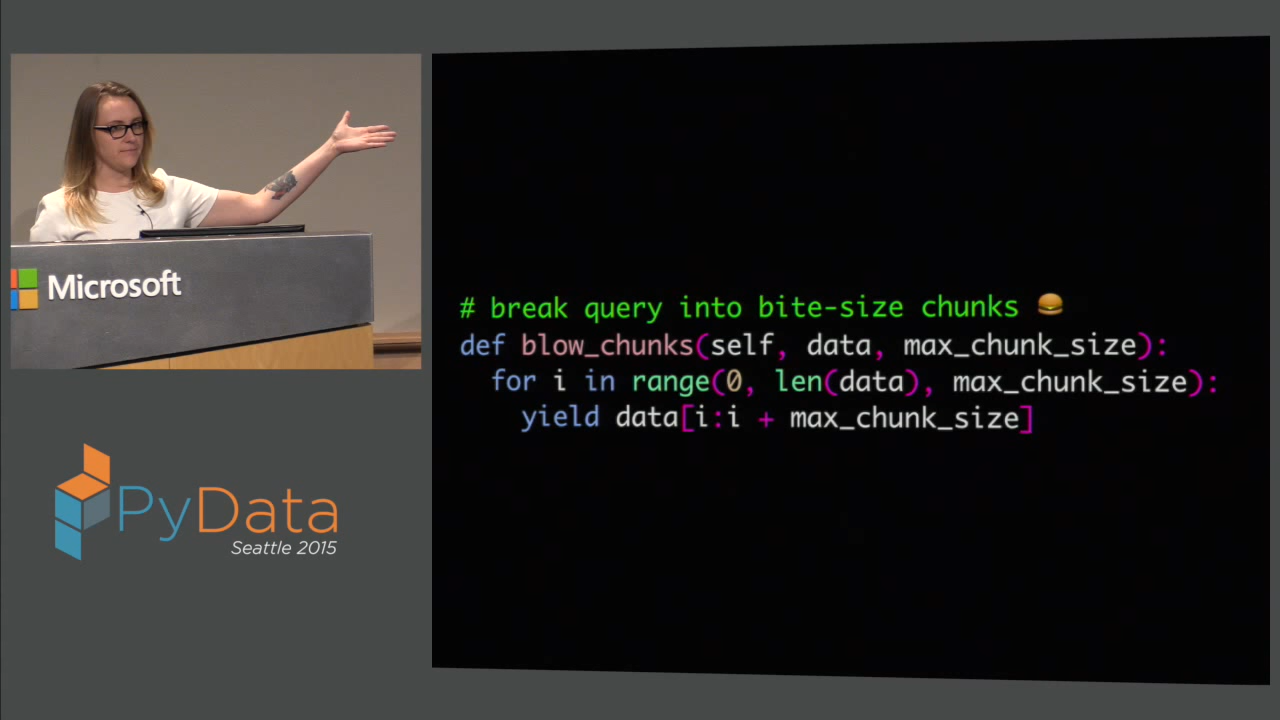 Microsoft
PyData
Seattle 2015
# break query into bite-size chunks 🍔
def blow_chunks(self, data, max_chunk_size):
for i in range(0, len(data), max_chunk_size):
yield data[i:i + max_chunk_size]